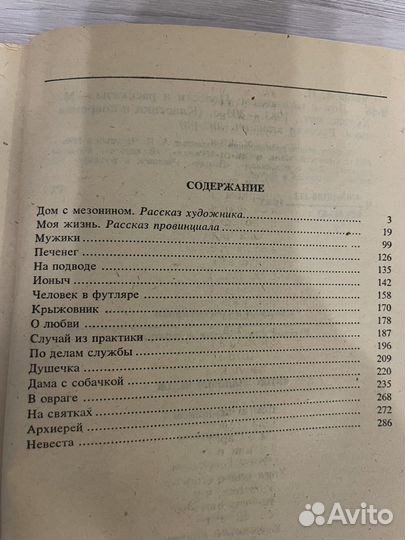 СОДЕРЖАНИЕ
Дом с мезонином. Рассказ художника 3
Моя жизнь. Рассказ провинциала 19
Мужики 99
Печенег 126
На подводе 135
Ионыч 142
Человек в футляре 158
Крыжовник 170
О любви 178
Случай из практики 187
По делам службы 196
Душечка 209
Дама с собачкой 220
В овраге 235
На святках 268
Архиерей 272
Невеста 286
Avito